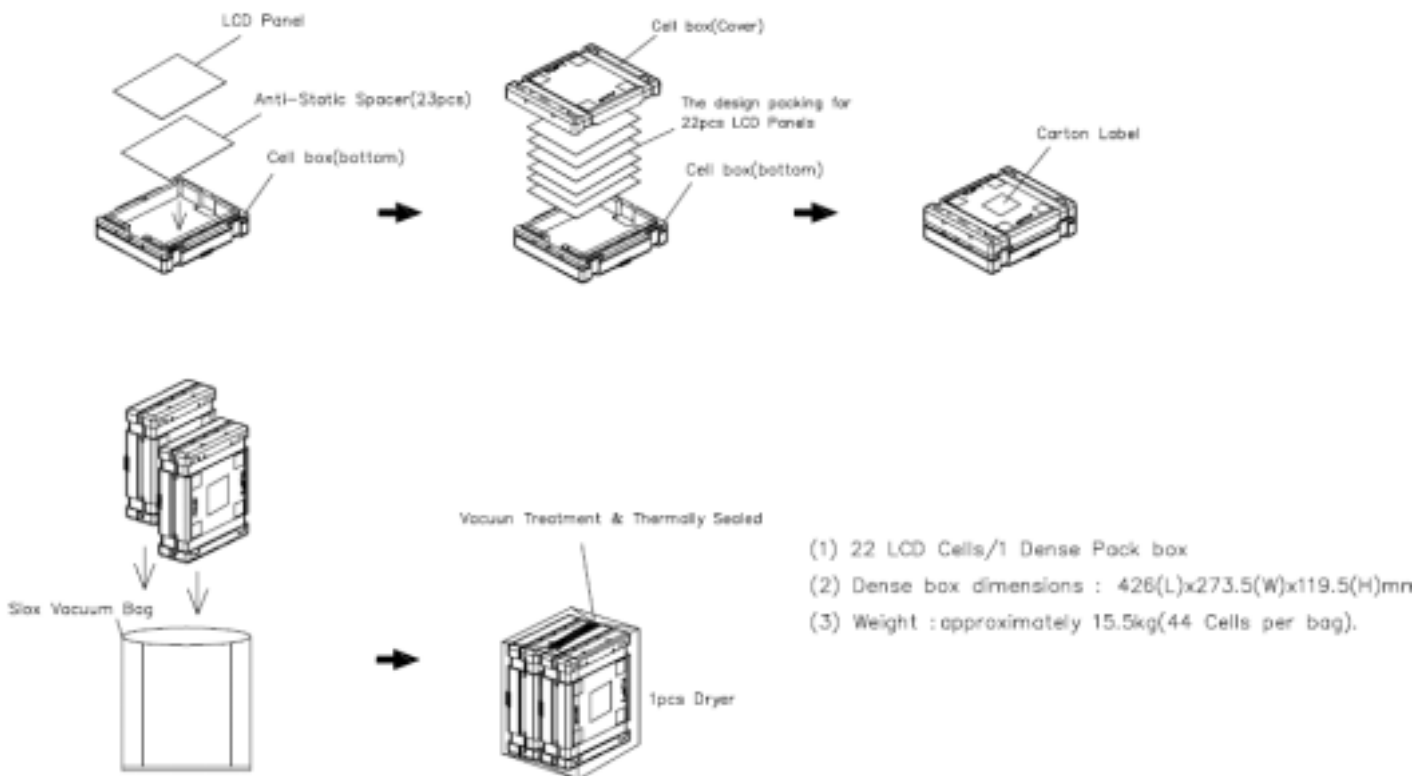 LCD Panel
Anti-Static Spacer(23pcs)
Cell box(bottom)
Cell box(Cover)
The design packing for
22pcs LCD Panels
Cell box(bottom)
Carton Label
Siox Vacuum Bag
Vacuun Treatment & Thermally Sealed
1pcs Dryer
(1) 22 LCD Cells/1 Dense Pack box
(2) Dense box dimensions : 426(L)x273.5(W)x119.5(H)mm
(3) Weight :approximately 15.5kg(44 Cells per bag).